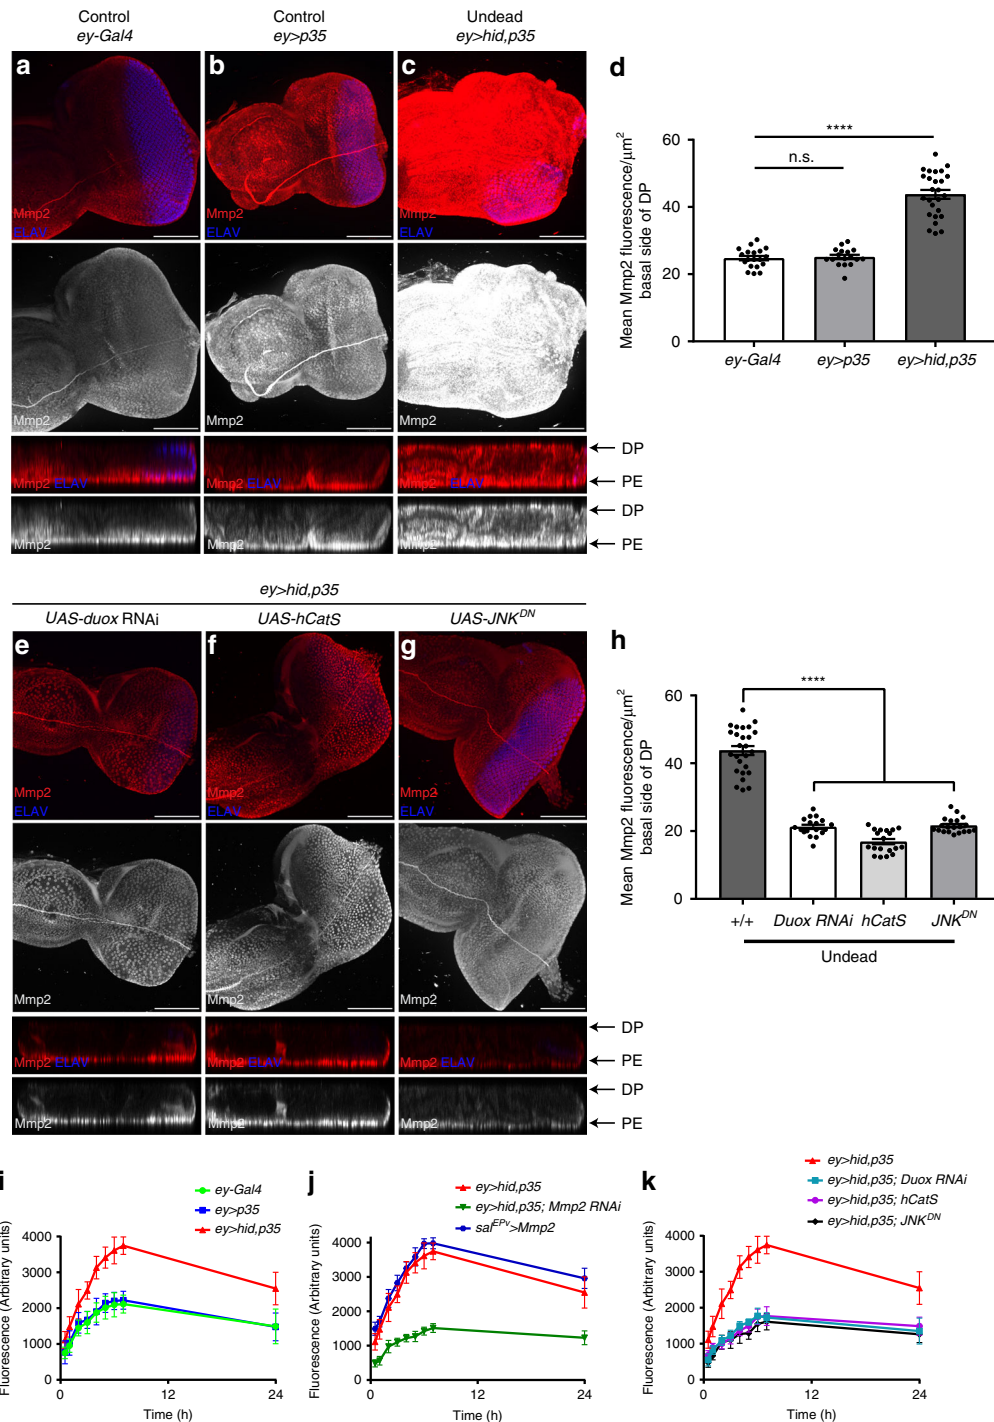 Control
ey-Gal4
Control
ey>p35
Undead
ey>hid,p35
a
b
c
Mmp2
ELAV
Mmp2
ELAV
Mmp2
ELAV
Mmp2
Mmp2
Mmp2
Mmp2 ELAV
Mmp2 ELAV
Mmp2 ELAV
DP
PE
Mmp2
Mmp2
Mmp2
DP
PE
d
Mean Mmp2 fluorescence/μm²
basal side of DP
60
40
20
0
****
n.s.
ey-Gal4
ey>p35
ey>hid,p35
ey>hid,p35
UAS-duox RNAi
UAS-hCatS
UAS-JNK^DN
e
f
g
Mmp2
ELAV
Mmp2
ELAV
Mmp2
ELAV
Mmp2
Mmp2
Mmp2
Mmp2 ELAV
Mmp2 ELAV
Mmp2 ELAV
DP
PE
Mmp2
Mmp2
Mmp2
DP
PE
h
Mean Mmp2 fluorescence/μm²
basal side of DP
60
40
20
0
****
+/+
Duox RNAi
hCatS
JNK^DN
Undead
i
ey-Gal4
ey>p35
ey>hid,p35
Fluorescence (Arbitrary units)
4000
3000
2000
1000
0
0
12
24
Time (h)
j
ey>hid,p35
ey>hid,p35; Mmp2 RNAi
sal^EPv>Mmp2
Fluorescence (Arbitrary units)
4000
3000
2000
1000
0
0
12
24
Time (h)
k
ey>hid,p35
ey>hid,p35; Duox RNAi
ey>hid,p35; hCatS
ey>hid,p35; JNK^DN
Fluorescence (Arbitrary units)
4000
3000
2000
1000
0
0
12
24
Time (h)